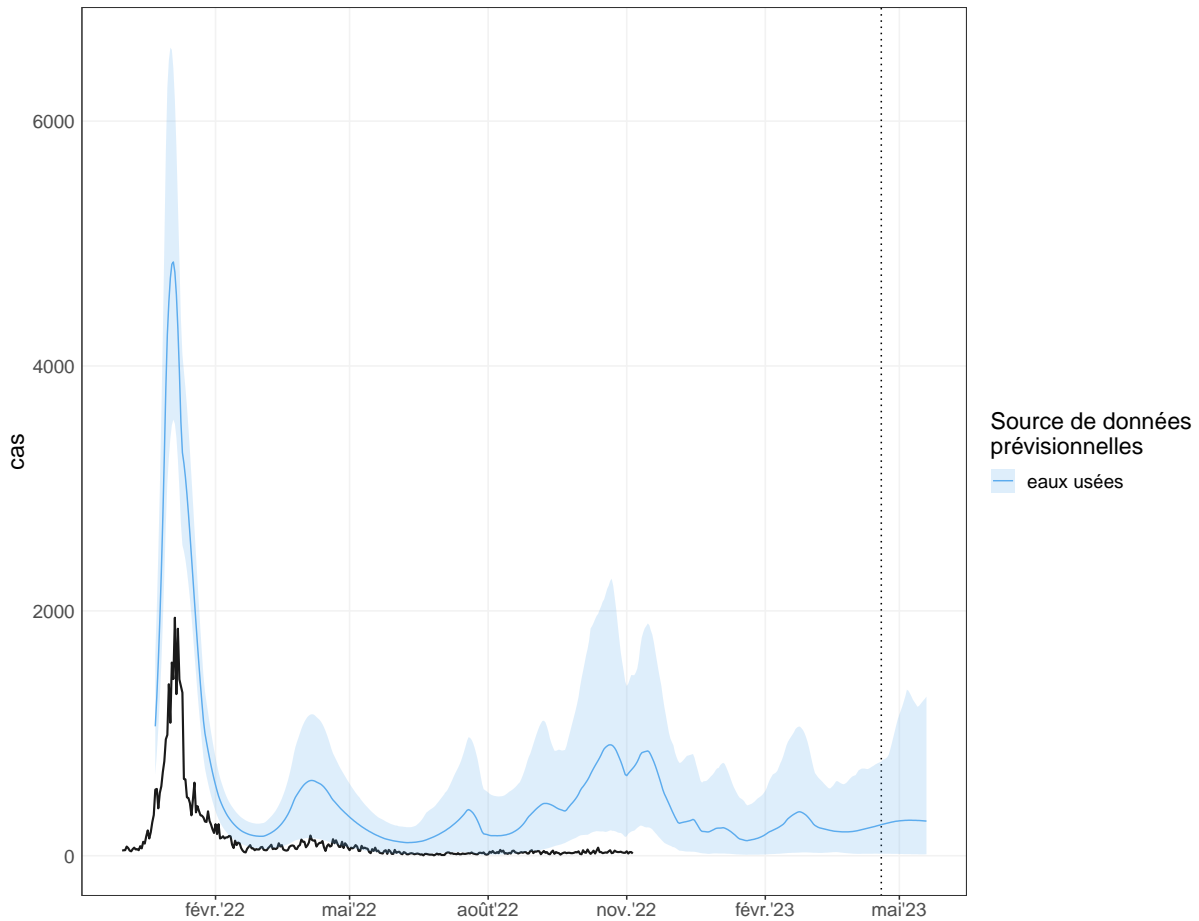 6000
4000
2000
0
cas
févr.'22
mai'22
août'22
nov.'22
févr.'23
mai'23
Source de données
prévisionnelles
eaux usées